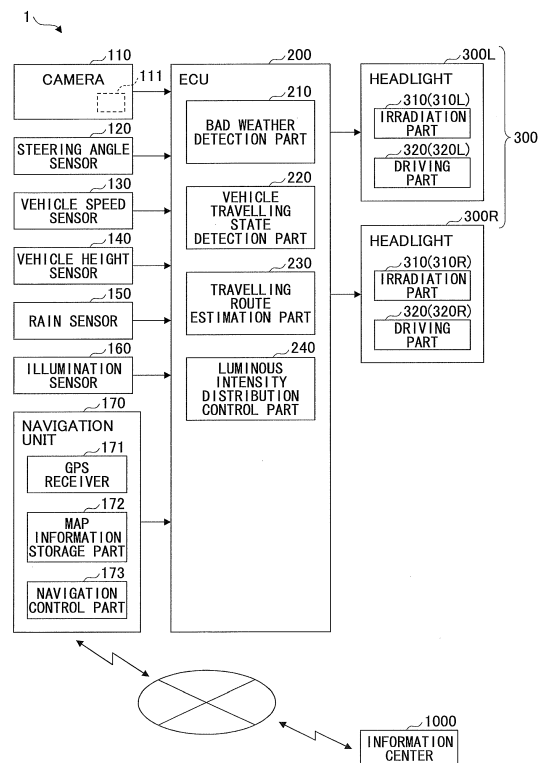 1
110
CAMERA
111
120
STEERING ANGLE
SENSOR
130
VEHICLE SPEED
SENSOR
140
VEHICLE HEIGHT
SENSOR
150
RAIN SENSOR
160
ILLUMINATION
SENSOR
170
NAVIGATION
UNIT
171
GPS
RECEIVER
172
MAP
INFORMATION
STORAGE PART
173
NAVIGATION
CONTROL PART
200
ECU
210
BAD WEATHER
DETECTION PART
220
VEHICLE
TRAVELLING
STATE
DETECTION PART
230
TRAVELLING
ROUTE
ESTIMATION PART
240
LUMINOUS
INTENSITY
DISTRIBUTION
CONTROL PART
300L
HEADLIGHT
310(310L)
IRRADIATION
PART
320(320L)
DRIVING
PART
300
300R
HEADLIGHT
310(310R)
IRRADIATION
PART
320(320R)
DRIVING
PART
1000
INFORMATION
CENTER